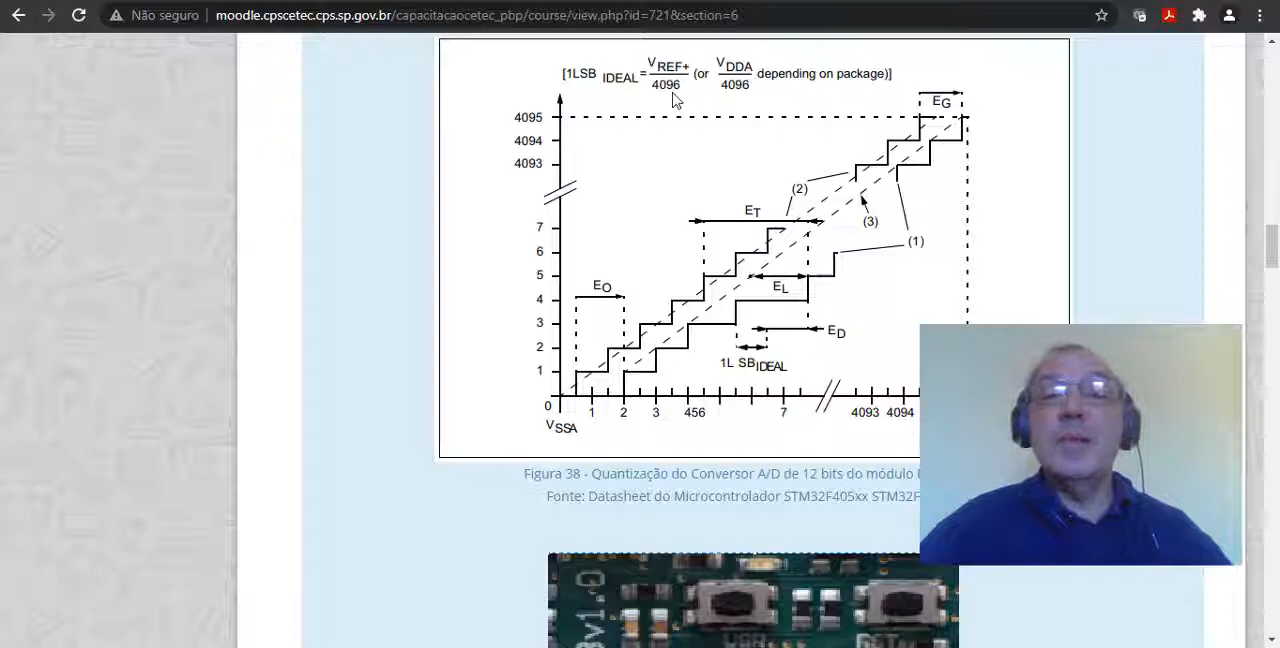 Não seguro | moodle.cpscetec.cps.sp.gov.br/capacitacaocetec_pbp/course/view.php?id=721&section=6
[1LSB IDEAL = VREF+ / 4096 (or VDDA / 4096 depending on package)]
EG
4095
4094
4093
(2)
ET
(3)
7
(1)
6
5
EO
EL
4
3
ED
2
1L SBIDEAL
1
0
1 2 3 456 7 4093 4094
VSSA
Figura 38 - Quantização do Conversor A/D de 12 bits do módulo
Fonte: Datasheet do Microcontrolador STM32F405xx STM32F
v1.0